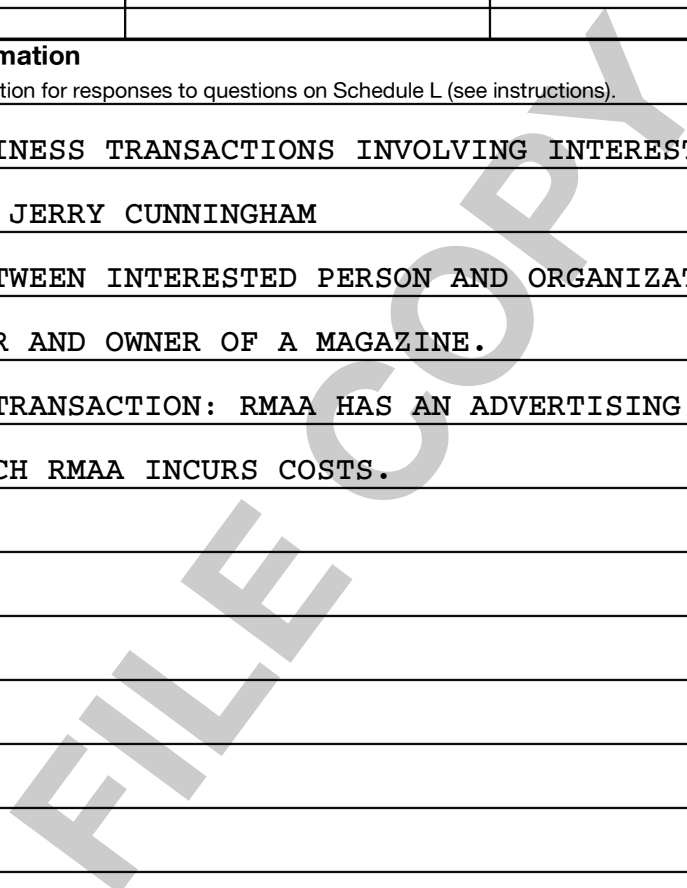 mation
tion for responses to questions on Schedule L (see instructions).
INESS TRANSACTIONS INVOLVING INTEREST
JERRY CUNNINGHAM
TWEEN INTERESTED PERSON AND ORGANIZAT
R AND OWNER OF A MAGAZINE.
TRANSACTION: RMAA HAS AN ADVERTISING
CH RMAA INCURS COSTS.
FILE COPY